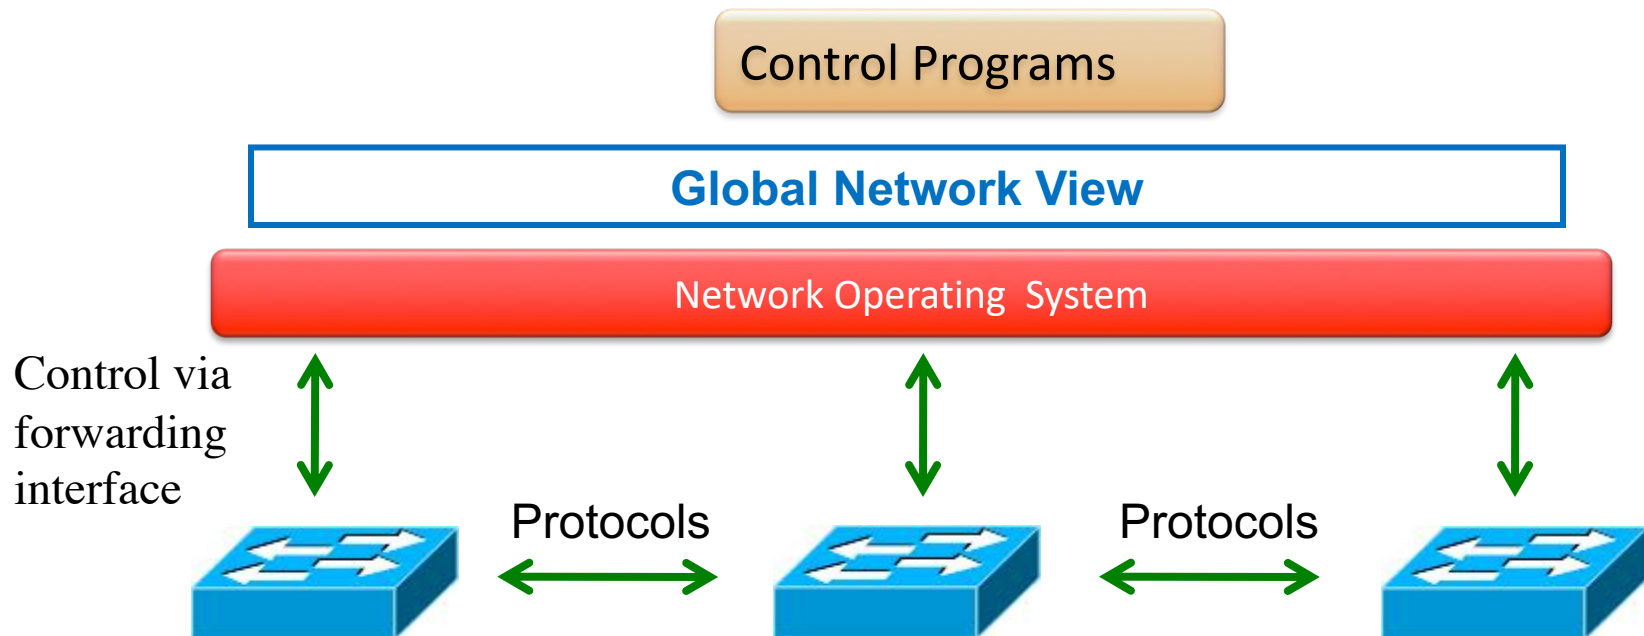 Control Programs
Global Network View
Network Operating  System
Control via
forwarding
interface
Protocols
Protocols